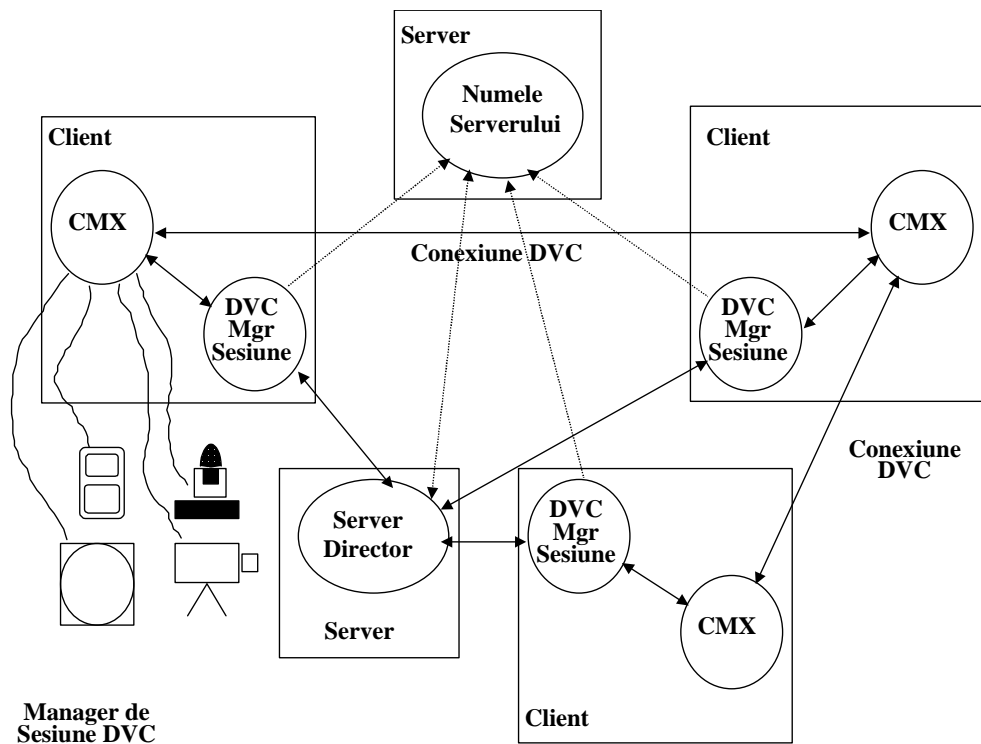 Server
Numele
Serverului
Client
CMX
DVC
Mgr
Sesiune
Conexiune DVC
Client
CMX
DVC
Mgr
Sesiune
Conexiune
DVC
Server
Director
Server
DVC
Mgr
Sesiune
CMX
Client
Manager de
Sesiune DVC